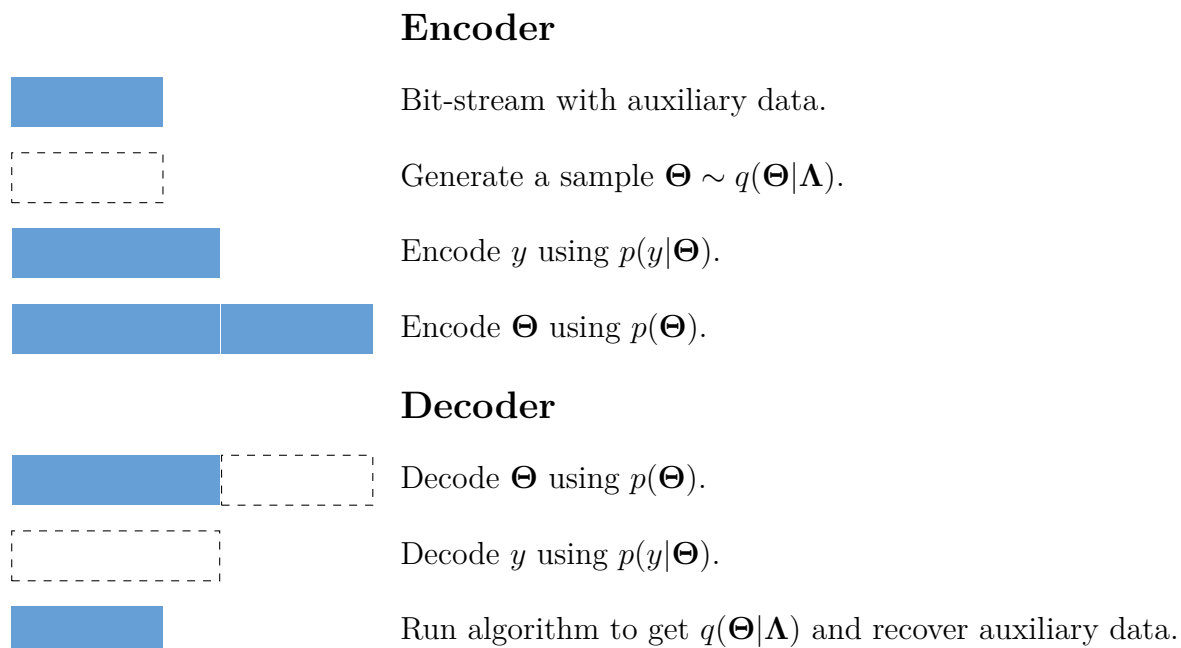 Encoder
Bit-stream with auxiliary data.
Generate a sample Θ ∼ q(Θ|Λ).
Encode y using p(y|Θ).
Encode Θ using p(Θ).
Decoder
Decode Θ using p(Θ).
Decode y using p(y|Θ).
Run algorithm to get q(Θ|Λ) and recover auxiliary data.